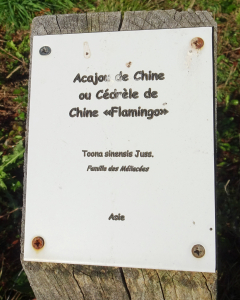 Acajou de Chine
ou Cédrèle de
Chine «Flamingo»
Toona sinensis Juss.
Famille des Méliacées
Asie